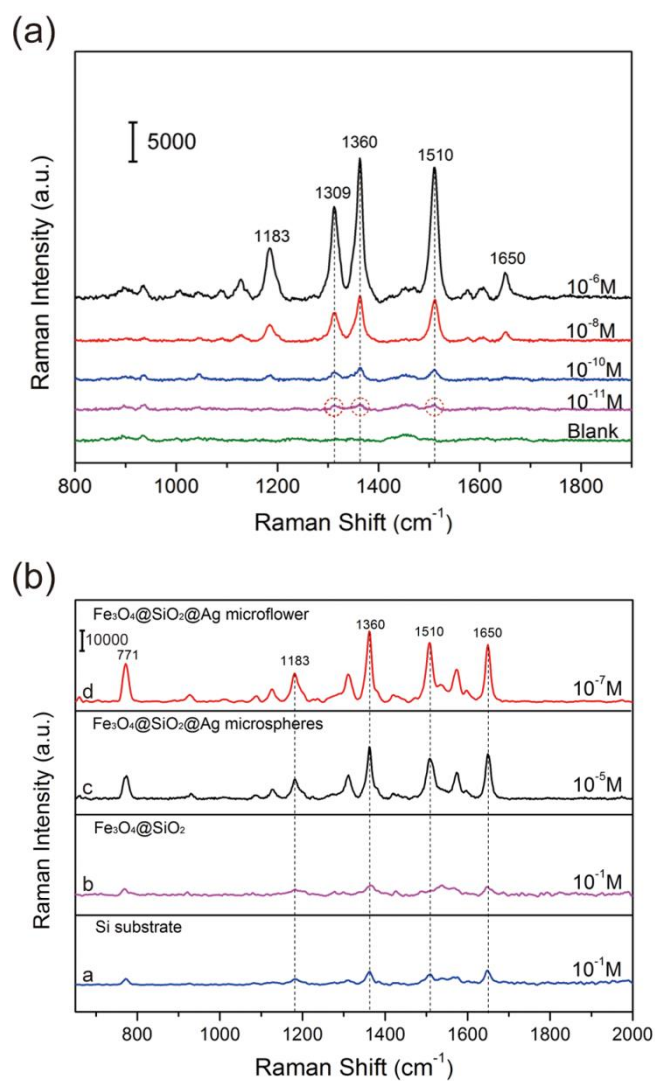 (a)
5000
1183
1309
1360
1510
1650
10⁻⁶M
10⁻⁸M
10⁻¹⁰M
10⁻¹¹M
Blank
Raman Intensity (a.u.)
800 1000 1200 1400 1600 1800
Raman Shift (cm⁻¹)
(b)
Fe₃O₄@SiO₂@Ag microflower
10000
771
1183
1360
1510
1650
d
10⁻⁷M
Fe₃O₄@SiO₂@Ag microspheres
c
10⁻⁵M
Fe₃O₄@SiO₂
b
10⁻¹M
Si substrate
a
10⁻¹M
Raman Intensity (a.u.)
800 1000 1200 1400 1600 1800 2000
Raman Shift (cm⁻¹)